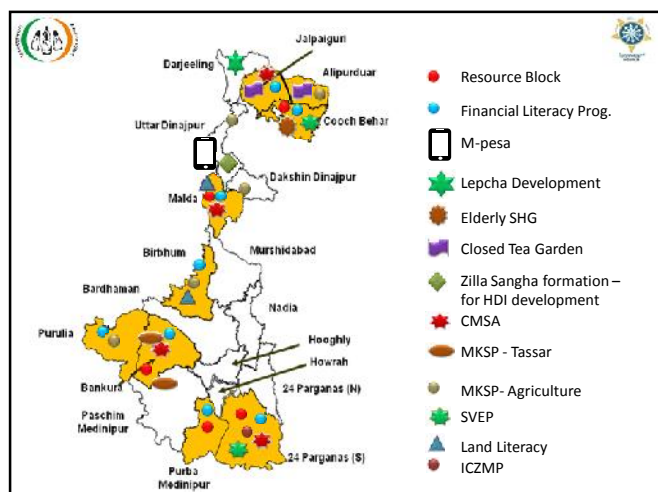 Jalpaiguri
Darjeeling
Alipurduar
Uttar Dinajpur
Cooch Behar
Dakshin Dinajpur
Malda
Birbhum
Murshidabad
Bardhaman
Nadia
Purulia
Hooghly
Howrah
Bankura
24 Parganas (N)
Paschim
Medinipur
24 Parganas (S)
Purba
Medinipur
Resource Block
Financial Literacy Prog.
M-pesa
Lepcha Development
Elderly SHG
Closed Tea Garden
Zilla Sangha formation –
for HDI development
CMSA
MKSP - Tassar
MKSP- Agriculture
SVEP
Land Literacy
ICZMP